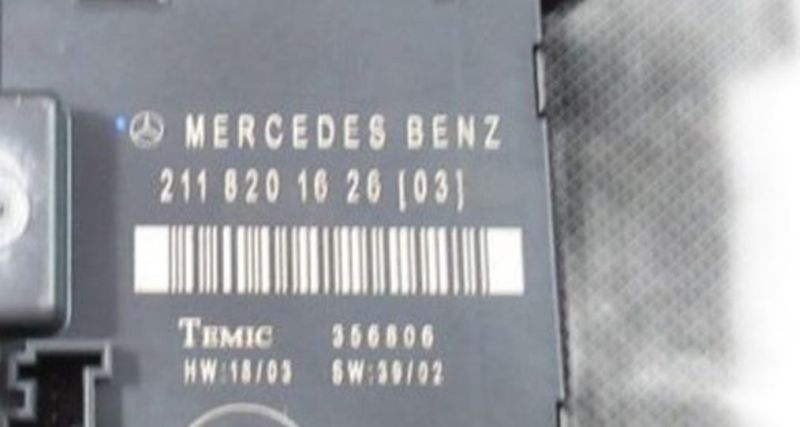 MERCEDES BENZ
211 820 16 26 [03]
TEMIC 356806
HW:18/03 SW:39/02